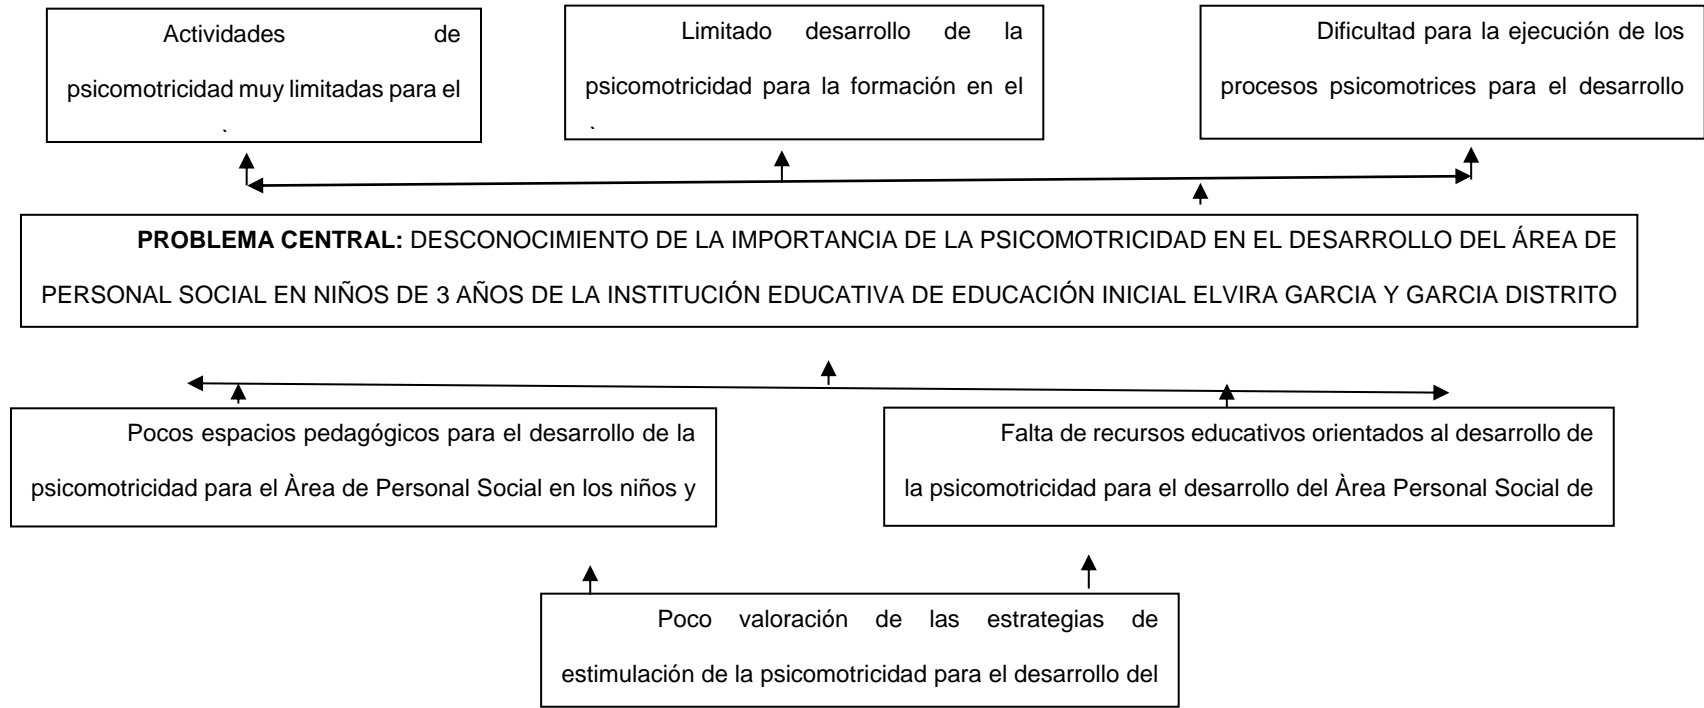 Actividades de
psicomotricidad muy limitadas para el
Limitado desarrollo de la
psicomotricidad para la formación en el
Dificultad para la ejecución de los
procesos psicomotrices para el desarrollo
PROBLEMA CENTRAL: DESCONOCIMIENTO DE LA IMPORTANCIA DE LA PSICOMOTRICIDAD EN EL DESARROLLO DEL ÁREA DE
PERSONAL SOCIAL EN NIÑOS DE 3 AÑOS DE LA INSTITUCIÓN EDUCATIVA DE EDUCACIÓN INICIAL ELVIRA GARCIA Y GARCIA DISTRITO
Pocos espacios pedagógicos para el desarrollo de la
psicomotricidad para el Àrea de Personal Social en los niños y
Falta de recursos educativos orientados al desarrollo de
la psicomotricidad para el desarrollo del Àrea Personal Social de
Poco valoración de las estrategias de
estimulación de la psicomotricidad para el desarrollo del